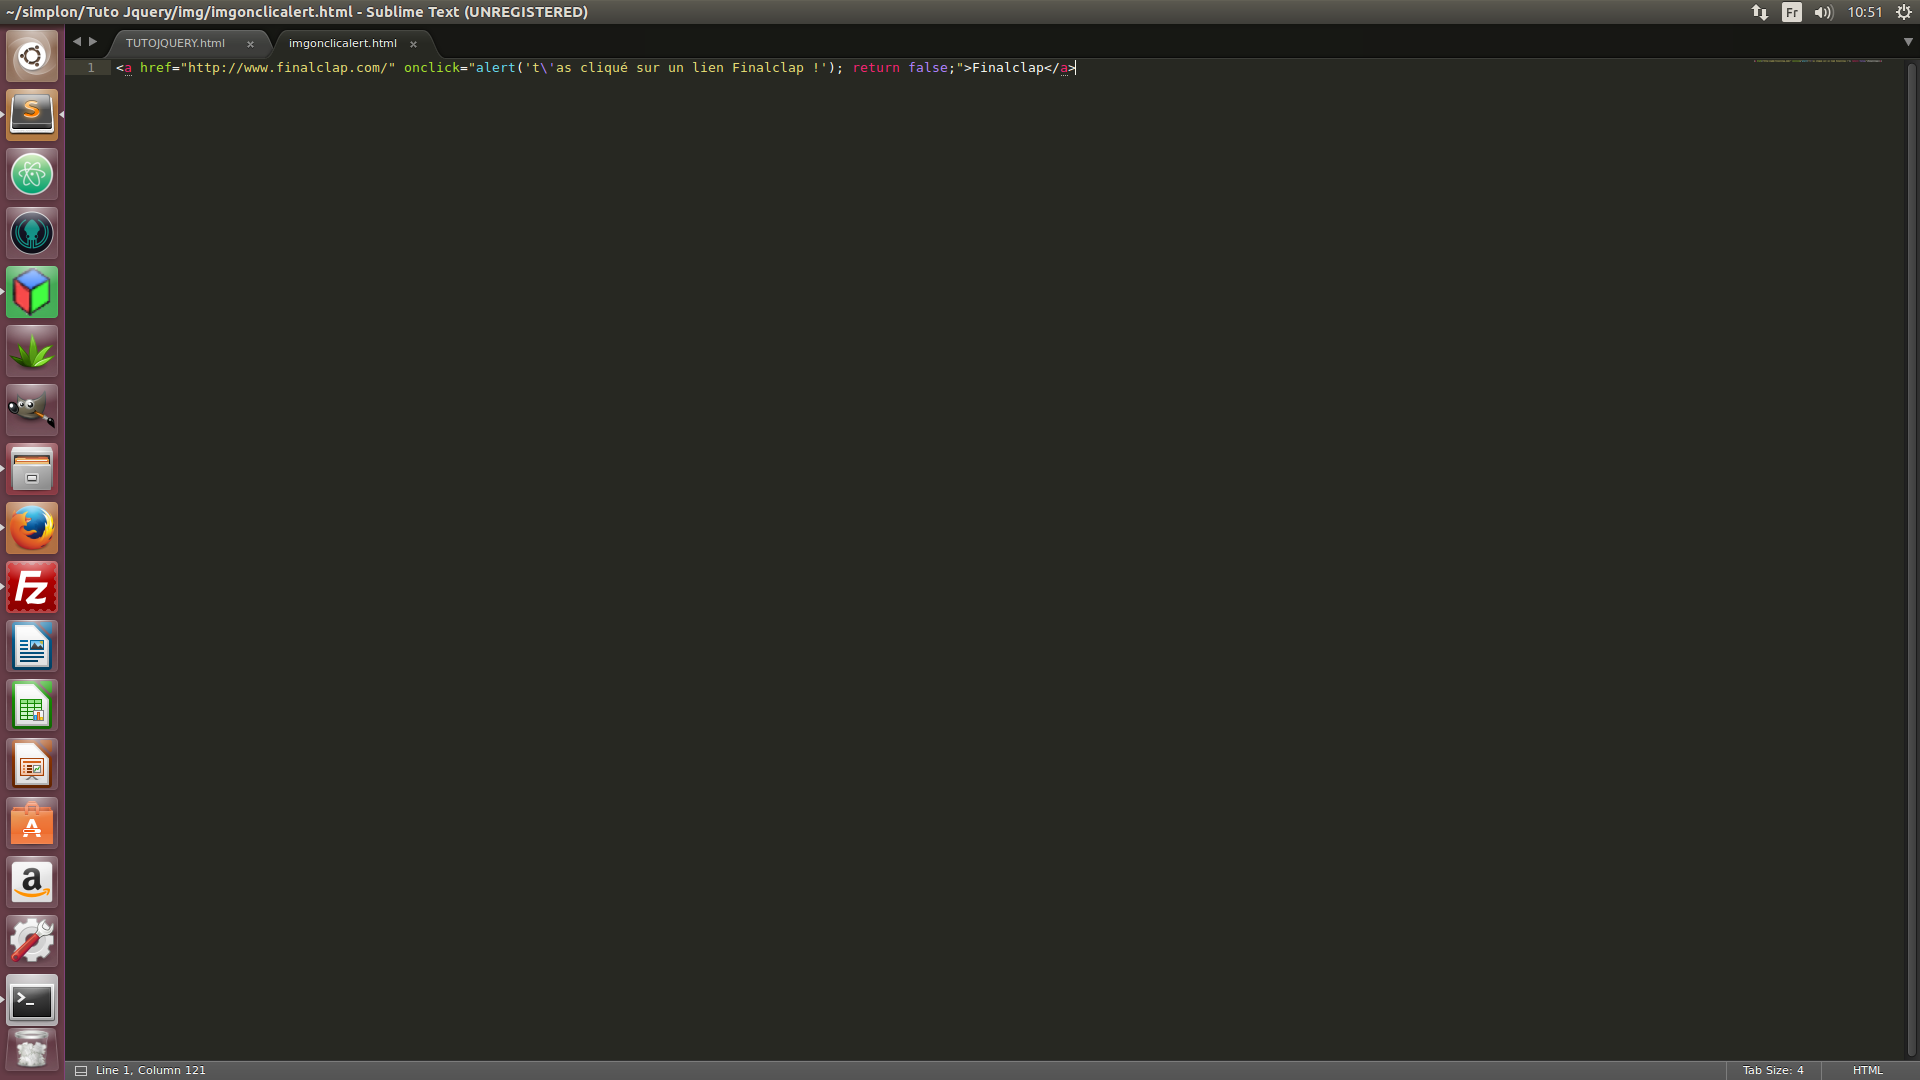 ~/simplon/Tuto Jquery/img/imgonclicalert.html - Sublime Text (UNREGISTERED)
Fr
10:51
TUTOJQUERY.html ×
imgonclicalert.html ×
1 <a href="http://www.finalclap.com/" onclick="alert('t\'as cliqué sur un lien Finalclap !'); return false;">Finalclap</a>
S
Fz
A
a
>_
Line 1, Column 121
Tab Size: 4
HTML